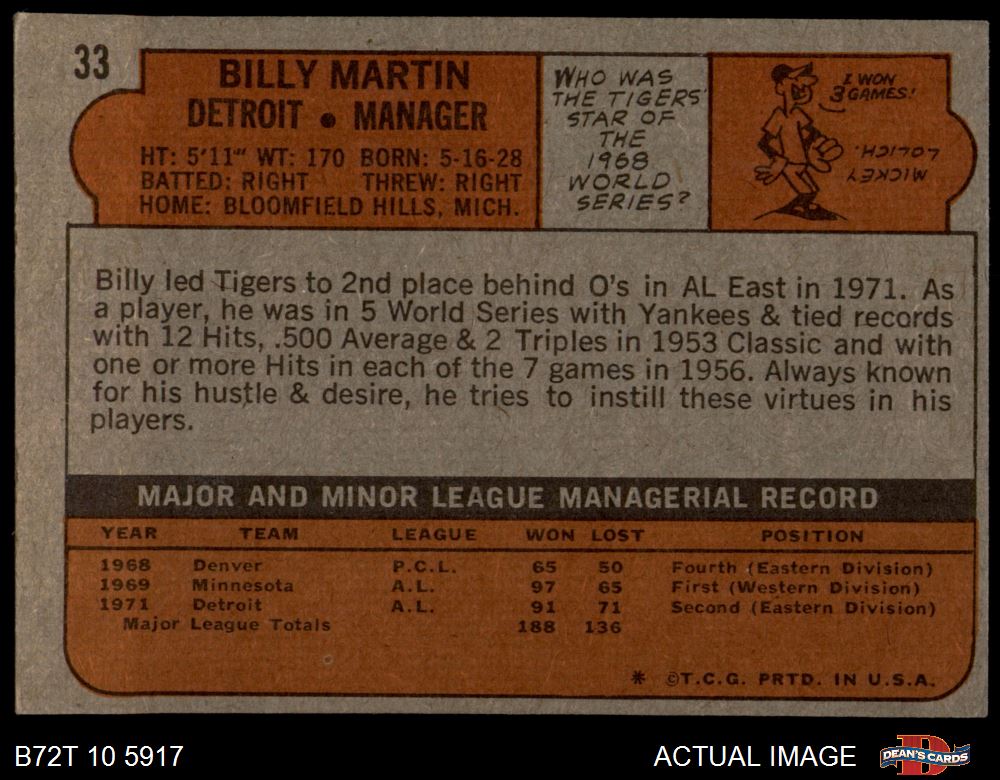 33
BILLY MARTIN
DETROIT • MANAGER
HT: 5'11" WT: 170 BORN: 5-16-28
BATTED: RIGHT THREW: RIGHT
HOME: BLOOMFIELD HILLS, MICH.
WHO WAS
THE TIGERS'
STAR OF
THE
1968
WORLD
SERIES?
I WON
3 GAMES!
MICKEY
LOLICH.
Billy led Tigers to 2nd place behind O's in AL East in 1971. As
a player, he was in 5 World Series with Yankees & tied records
with 12 Hits, .500 Average & 2 Triples in 1953 Classic and with
one or more Hits in each of the 7 games in 1956. Always known
for his hustle & desire, he tries to instill these virtues in his
players.
MAJOR AND MINOR LEAGUE MANAGERIAL RECORD
YEAR TEAM LEAGUE WON LOST POSITION
1968 Denver P.C.L. 65 50 Fourth (Eastern Division)
1969 Minnesota A.L. 97 65 First (Western Division)
1971 Detroit A.L. 91 71 Second (Eastern Division)
Major League Totals 188 136
* ©T.C.G. PRTD. IN U.S.A.
B72T 10 5917
ACTUAL IMAGE
DEAN'S CARDS